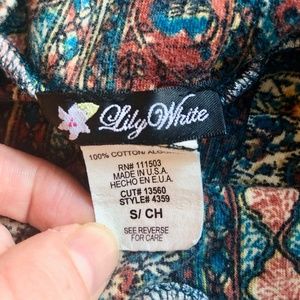 Lily White
100% COTTON/
RN# 111503
MADE IN U.S.A.
HECHO EN E.U.A.
CUT# 13560
STYLE# 4359
S/ CH
SEE REVERSE
FOR CARE